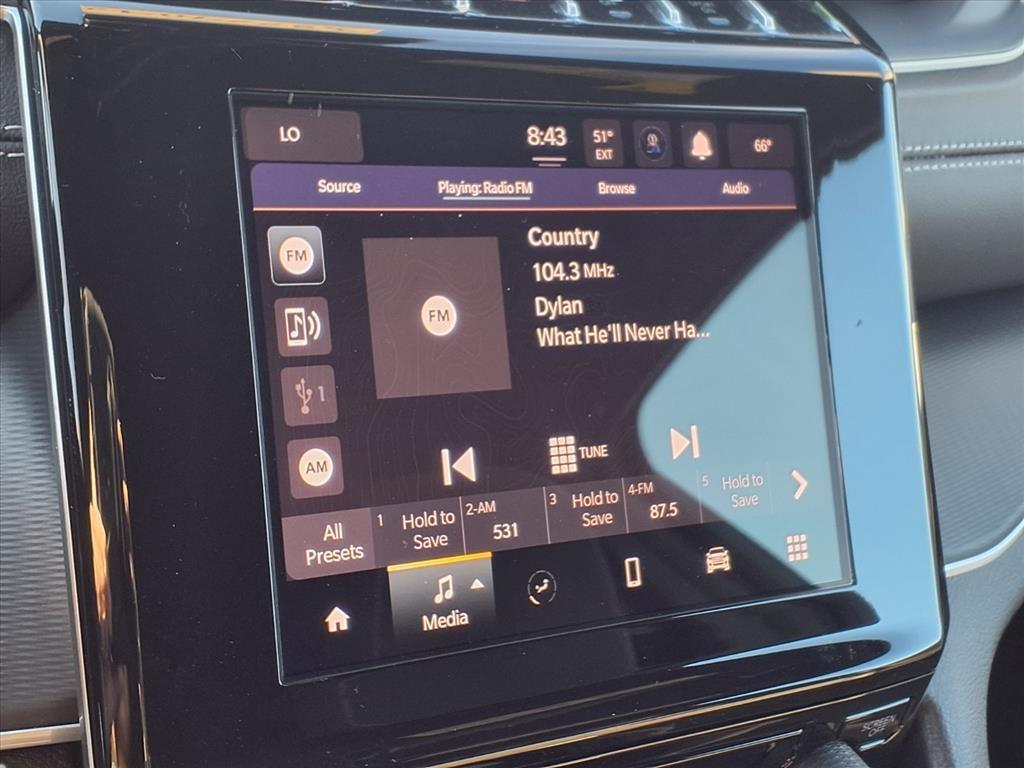 LO
8:43
51°
EXT
66°
Source
Playing: Radio FM
Browse
Audio
FM
Country
104.3 MHz
FM
Dylan
What He'll Never Ha...
1
AM
TUNE
All
Presets
1 Hold to
Save
2-AM
531
3 Hold to
Save
4-FM
87.5
5 Hold to
Save
Media
SCREEN
OFF